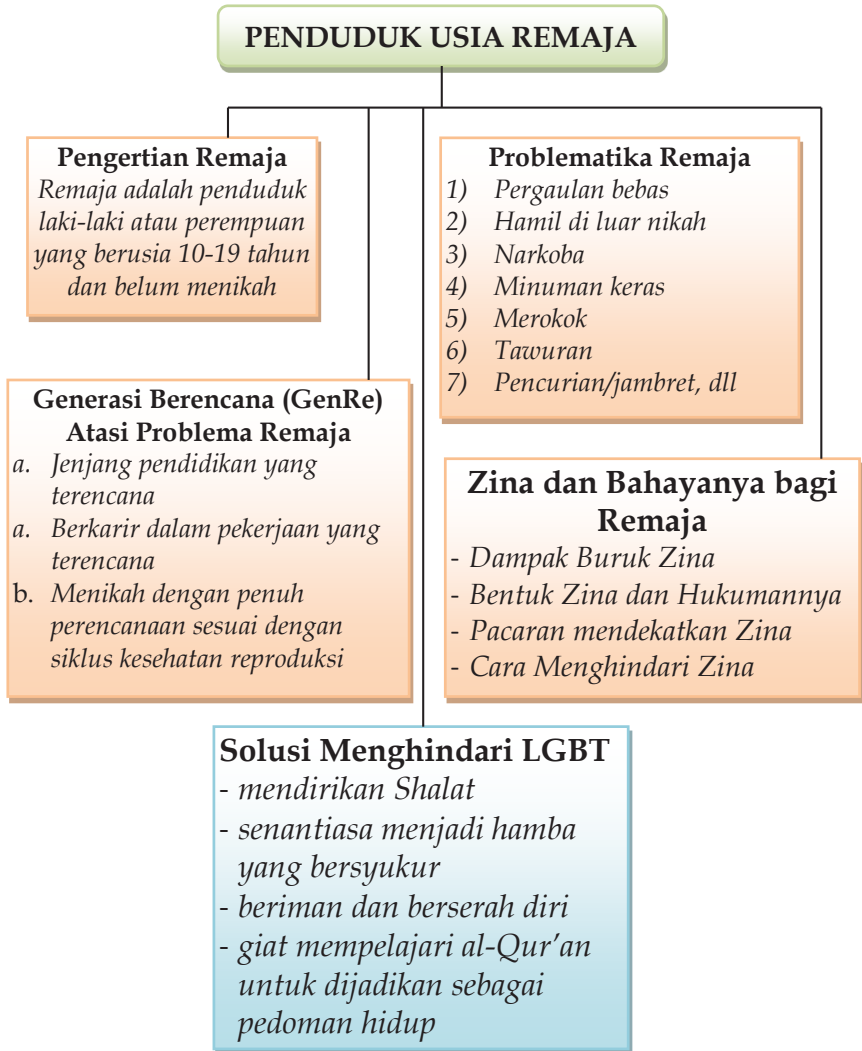 PENDUDUK USIA REMAJA
Pengertian Remaja
Remaja adalah penduduk
laki-laki atau perempuan
yang berusia 10-19 tahun
dan belum menikah
Problematika Remaja
1) Pergaulan bebas
2) Hamil di luar nikah
3) Narkoba
4) Minuman keras
5) Merokok
6) Tawuran
7) Pencurian/jambret, dll
Generasi Berencana (GenRe)
Atasi Problema Remaja
a. Jenjang pendidikan yang
terencana
a. Berkarir dalam pekerjaan yang
terencana
b. Menikah dengan penuh
perencanaan sesuai dengan
siklus kesehatan reproduksi
Zina dan Bahayanya bagi
Remaja
- Dampak Buruk Zina
- Bentuk Zina dan Hukumannya
- Pacaran mendekatkan Zina
- Cara Menghindari Zina
Solusi Menghindari LGBT
- mendirikan Shalat
- senantiasa menjadi hamba
yang bersyukur
- beriman dan berserah diri
- giat mempelajari al-Qur’an
untuk dijadikan sebagai
pedoman hidup